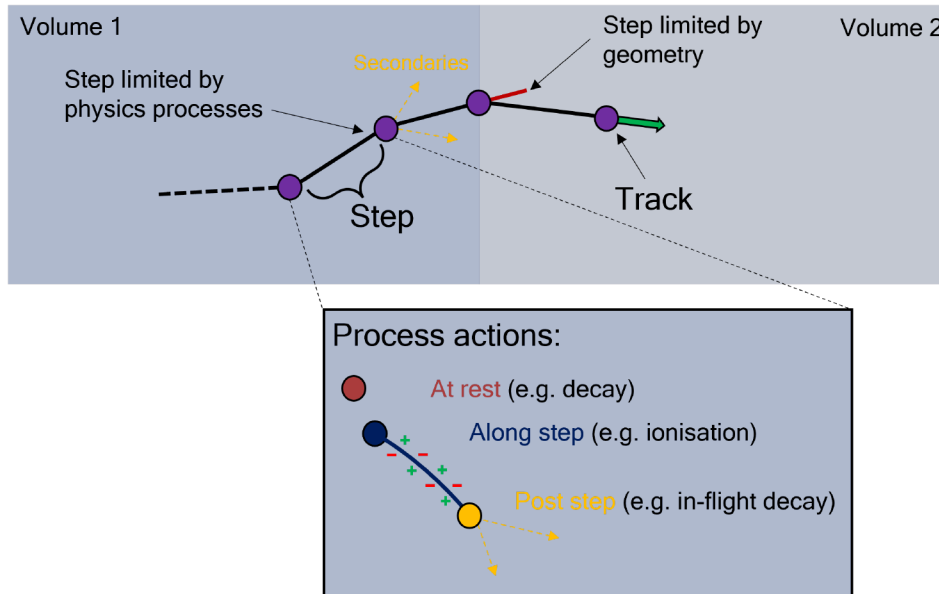 Volume 1
Volume 2
Step limited by
geometry
Secondaries
Step limited by
physics processes
Step
Track
Process actions:
At rest (e.g. decay)
Along step (e.g. ionisation)
Post step (e.g. in-flight decay)